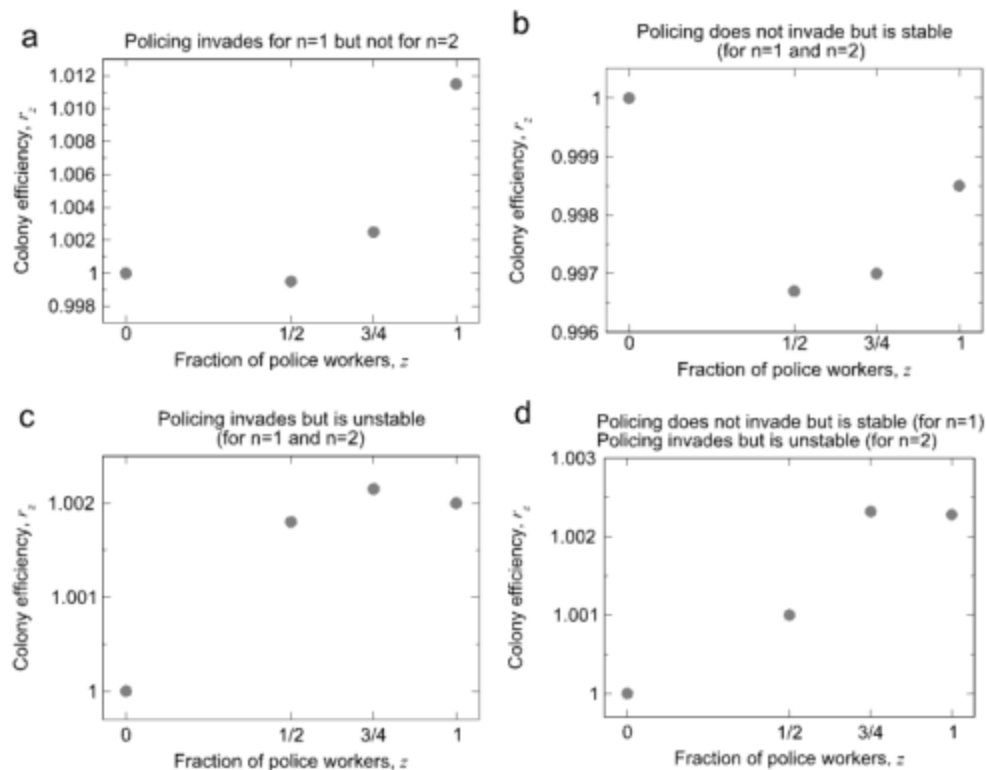 a
Policing invades for n=1 but not for n=2
1.012
1.010
1.008
1.006
1.004
1.002
1
0.998
Colony efficiency, r_z
0
1/2
3/4
1
Fraction of police workers, z
b
Policing does not invade but is stable
(for n=1 and n=2)
1
0.999
0.998
0.997
0.996
Colony efficiency, r_z
0
1/2
3/4
1
Fraction of police workers, z
c
Policing invades but is unstable
(for n=1 and n=2)
1.002
1.001
1
Colony efficiency, r_z
0
1/2
3/4
1
Fraction of police workers, z
d
Policing does not invade but is stable (for n=1)
Policing invades but is unstable (for n=2)
1.003
1.002
1.001
1
Colony efficiency, r_z
0
1/2
3/4
1
Fraction of police workers, z